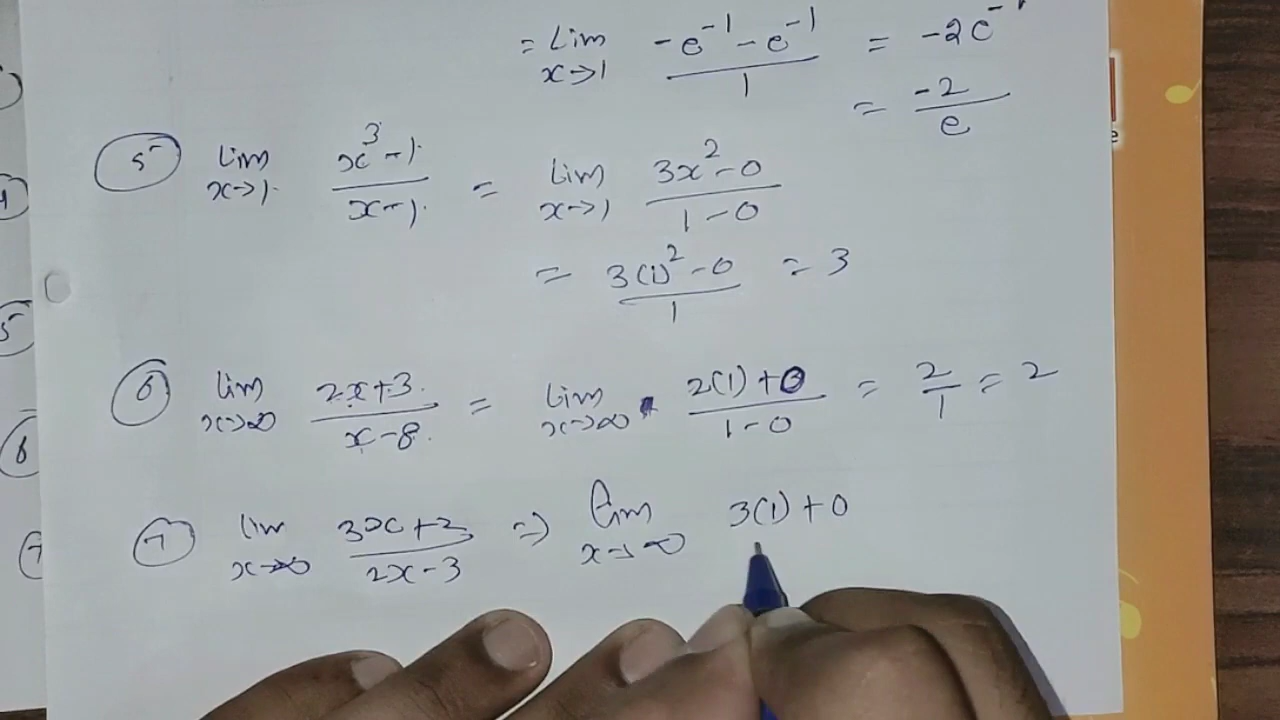 = Lim x→1 (-e^-1 - e^-1)/1 = -2e^-1
= -2/e
5 Lim x→1 (x^3-1)/(x-1) = Lim x→1 (3x^2-0)/(1-0)
= (3(1)^2-0)/1 = 3
6 Lim x→∞ (2x+3)/(x-8) = Lim x→∞ (2(1)+0)/(1-0) = 2/1 = 2
7 Lim x→∞ (3x+2)/(2x-3) ⇒ Lim x→∞ 3(1)+0